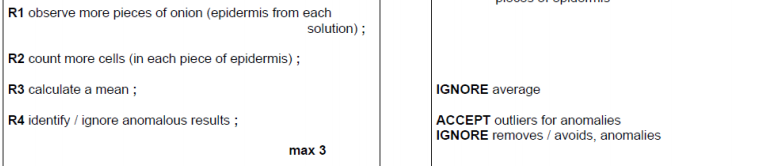 pieces of epidermis
R1 observe more pieces of onion (epidermis from each
solution) ;
R2 count more cells (in each piece of epidermis) ;
R3 calculate a mean ;
IGNORE average
R4 identify / ignore anomalous results ;
ACCEPT outliers for anomalies
IGNORE removes / avoids, anomalies
max 3